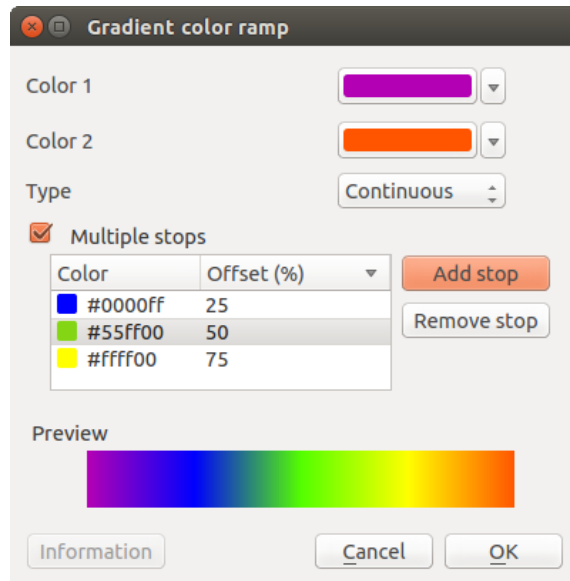 Gradient color ramp
Color 1
Color 2
Type Continuous
Multiple stops
Color Offset (%) Add stop
#0000ff 25
#55ff00 50 Remove stop
#ffff00 75
Preview
Information Cancel OK